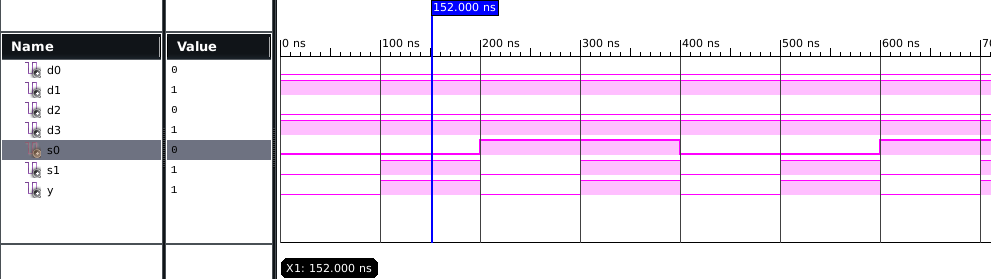 152.000 ns
Name Value
0 ns 100 ns 200 ns 300 ns 400 ns 500 ns 600 ns 70
d0 0
d1 1
d2 0
d3 1
s0 0
s1 1
y 1
X1: 152.000 ns